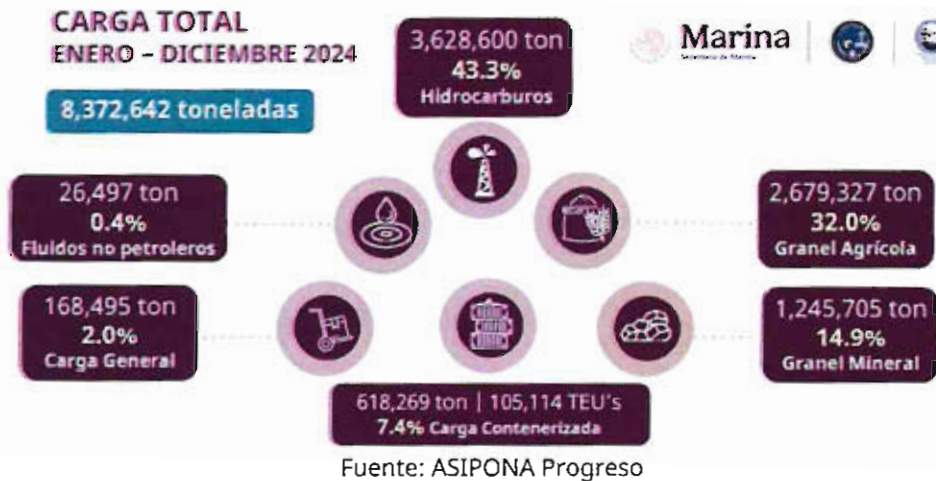 CARGA TOTAL
ENERO – DICIEMBRE 2024
8,372,642 toneladas
3,628,600 ton
43.3%
Hidrocarburos
Marina
Secretaría de Marina
26,497 ton
0.4%
Fluidos no petroleros
2,679,327 ton
32.0%
Granel Agrícola
168,495 ton
2.0%
Carga General
1,245,705 ton
14.9%
Granel Mineral
618,269 ton | 105,114 TEU's
7.4% Carga Contenerizada
Fuente: ASIPONA Progreso